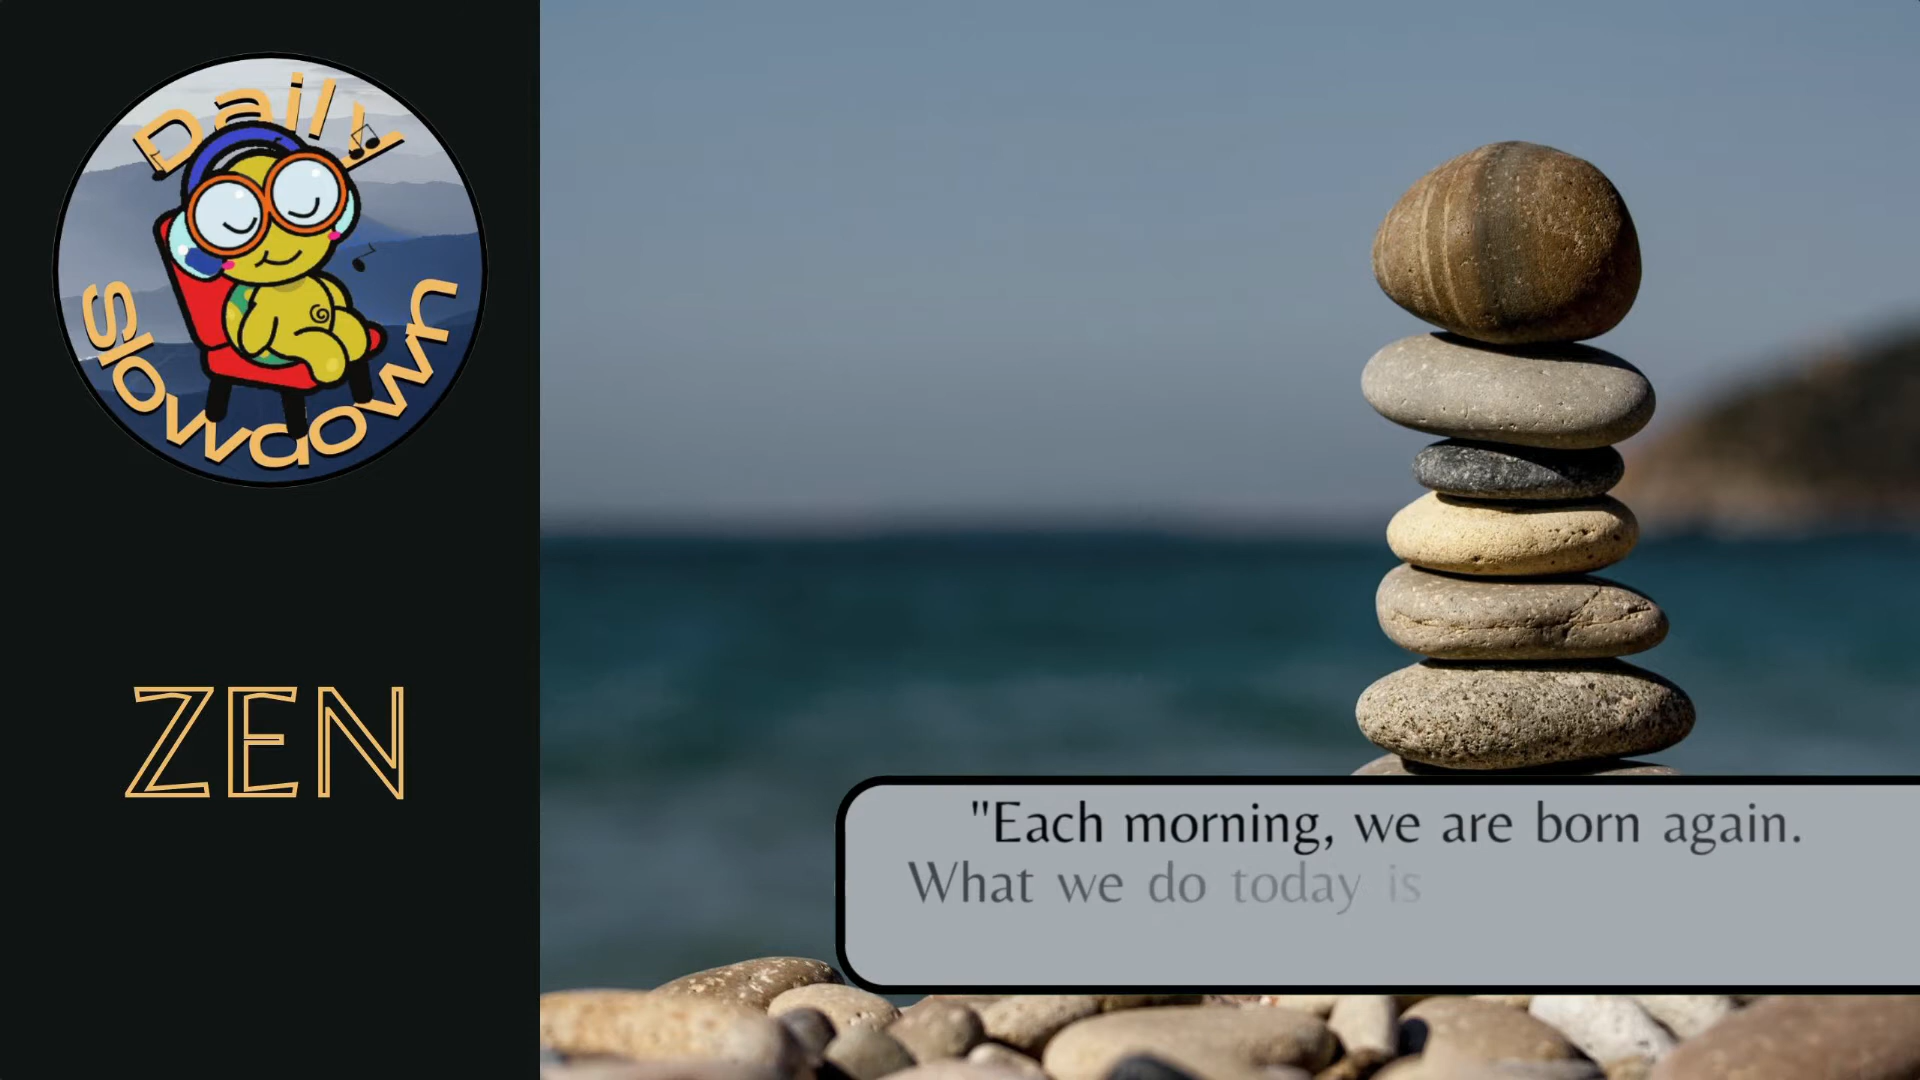 Daily
Slowdown
ZEN
"Each morning, we are born again.
What we do today is